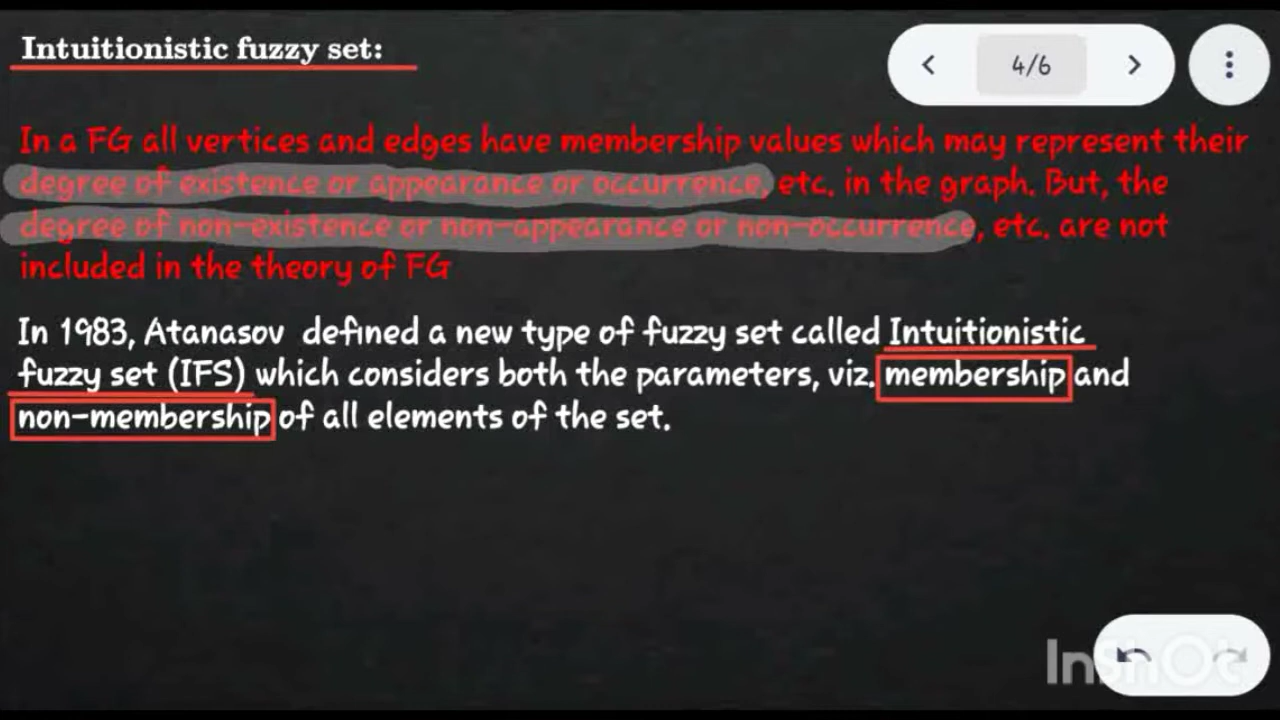 Intuitionistic fuzzy set:
4/6
In a FG all vertices and edges have membership values which may represent their
degree of existence or appearance or occurrence, etc. in the graph. But, the
degree of non-existence or non-appearance or non-occurrence, etc. are not
included in the theory of FG
In 1983, Atanasov defined a new type of fuzzy set called Intuitionistic
fuzzy set (IFS) which considers both the parameters, viz. membership and
non-membership of all elements of the set.
InShOt